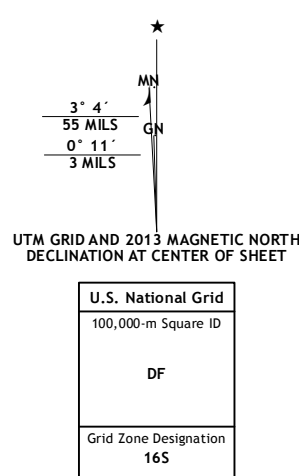 ★
MN
3° 4´
55 MILS
GN
0° 11´
3 MILS
UTM GRID AND 2013 MAGNETIC NORTH
DECLINATION AT CENTER OF SHEET
U.S. National Grid
100,000-m Square ID
DF
Grid Zone Designation
16S